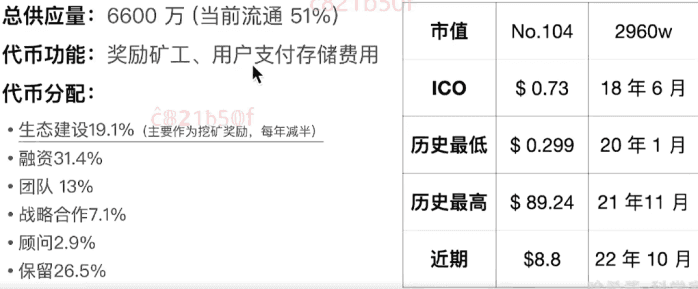 总供应量：6600 万 (当前流通 51%)
代币功能：奖励矿工、用户支付存储费用
代币分配：
• 生态建设19.1%（主要作为挖矿奖励，每年减半）
• 融资31.4%
• 团队 13%
• 战略合作7.1%
• 顾问2.9%
• 保留26.5%
市值 No.104 2960w
ICO $ 0.73 18 年 6 月
历史最低 $ 0.299 20 年 1 月
历史最高 $ 89.24 21 年11 月
近期 $8.8 22 年 10 月